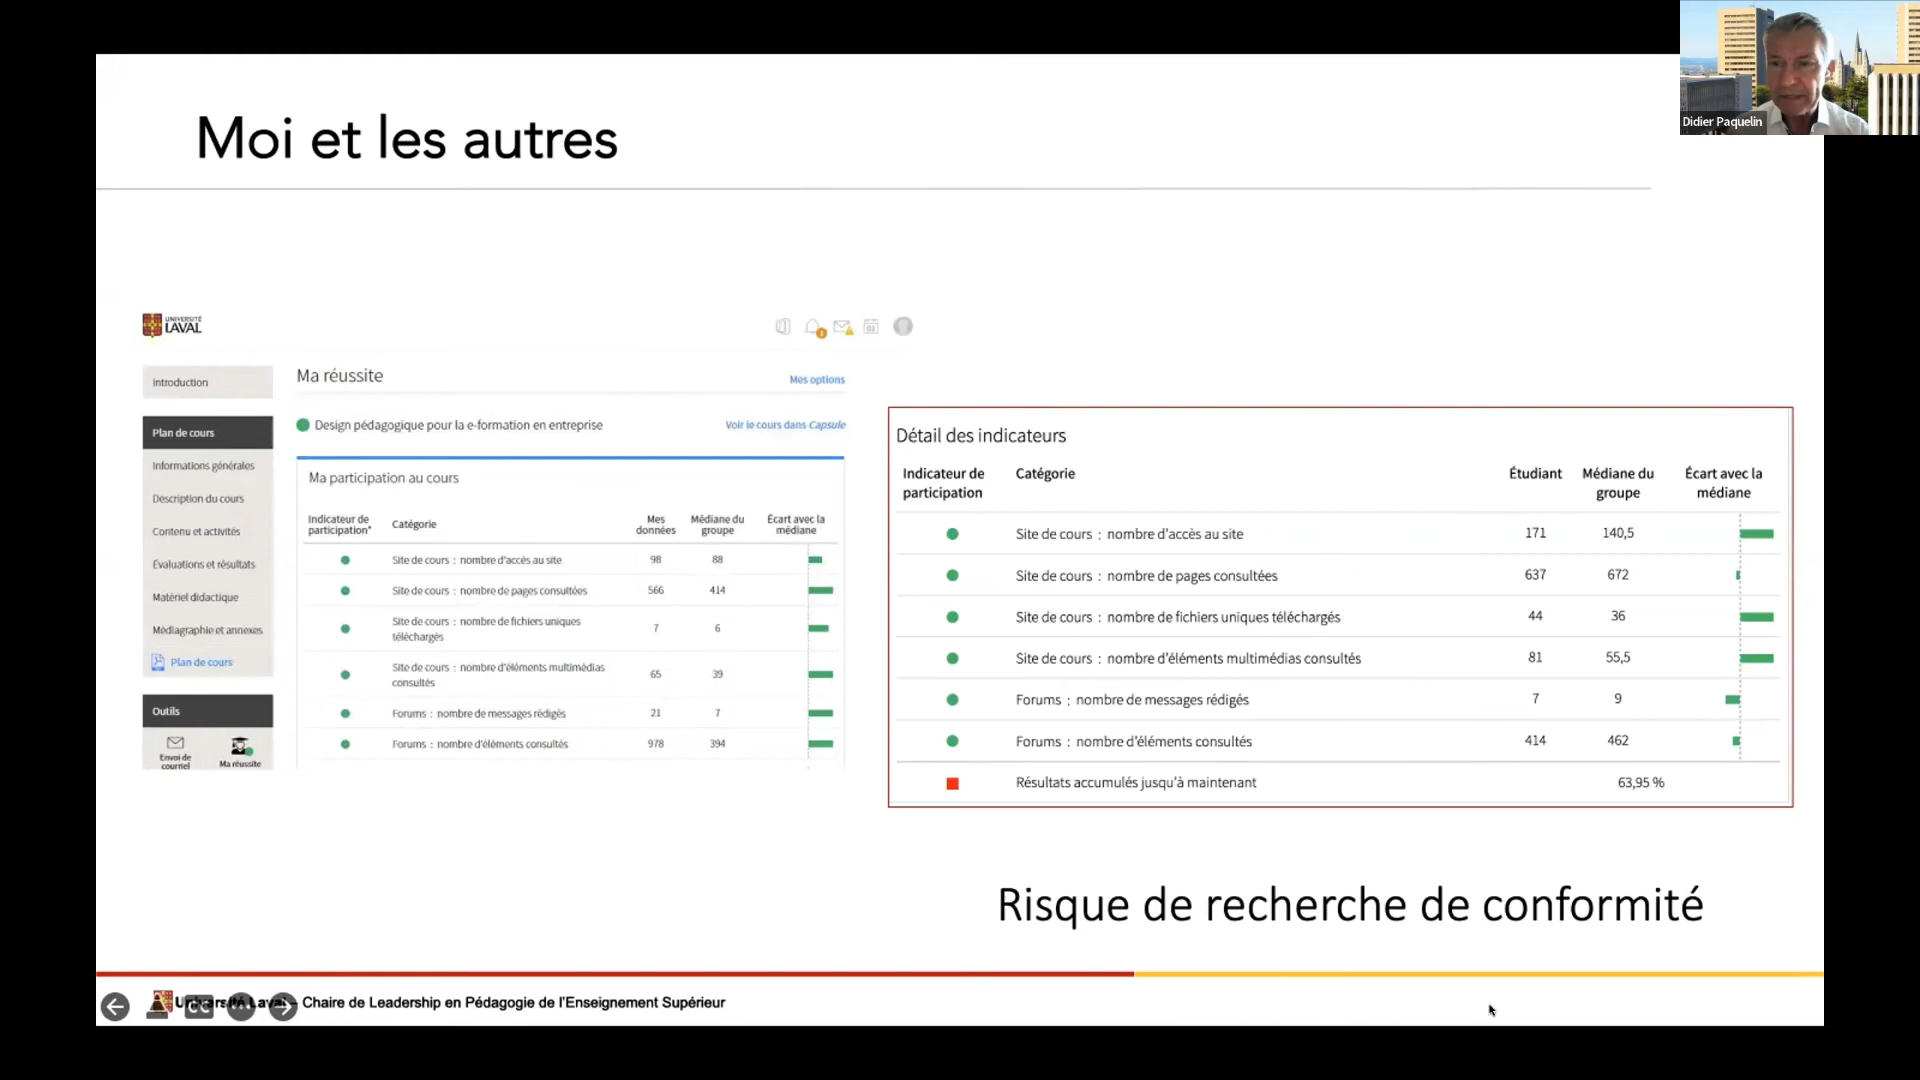 Didier Paquelin
Moi et les autres
UNIVERSITÉ
LAVAL
Introduction
Plan de cours
Informations générales
Description du cours
Contenu et activités
Évaluations et résultats
Matériel didactique
Médiagraphie et annexes
Plan de cours
Outils
Envoi de
courriel
Ma réussite
Ma réussite
Mes options
Design pédagogique pour la e-formation en entreprise
Voir le cours dans Capsule
Ma participation au cours
Indicateur de participation* Catégorie Mes données Médiane du groupe Écart avec la médiane
Site de cours : nombre d'accès au site 98 88
Site de cours : nombre de pages consultées 566 414
Site de cours : nombre de fichiers uniques téléchargés 7 6
Site de cours : nombre d'éléments multimédias consultés 65 39
Forums : nombre de messages rédigés 21 7
Forums : nombre d'éléments consultés 978 394
Détail des indicateurs
Indicateur de participation Catégorie Étudiant Médiane du groupe Écart avec la médiane
Site de cours : nombre d'accès au site 171 140,5
Site de cours : nombre de pages consultées 637 672
Site de cours : nombre de fichiers uniques téléchargés 44 36
Site de cours : nombre d'éléments multimédias consultés 81 55,5
Forums : nombre de messages rédigés 7 9
Forums : nombre d'éléments consultés 414 462
Résultats accumulés jusqu'à maintenant 63,95 %
Risque de recherche de conformité
Université Laval – Chaire de Leadership en Pédagogie de l'Enseignement Supérieur
CC